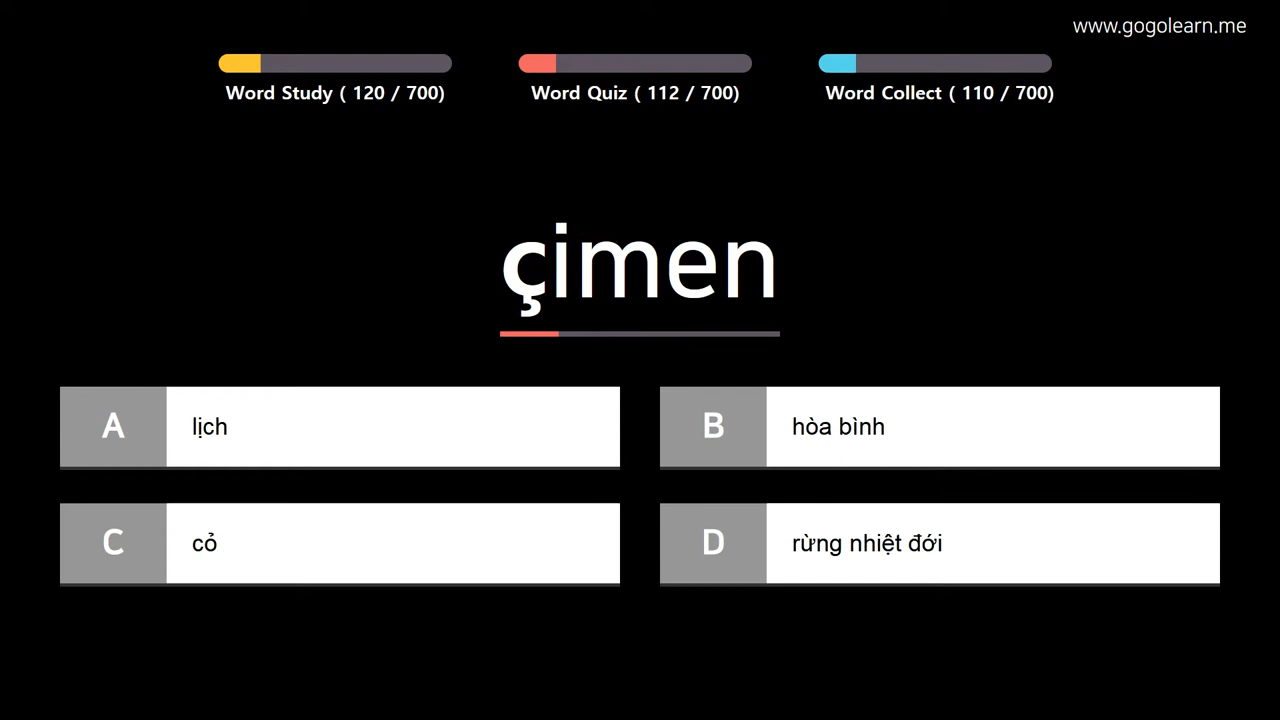 www.gogolearn.me
Word Study ( 120 / 700)
Word Quiz ( 112 / 700)
Word Collect ( 110 / 700)
çimen
A lịch
B hòa bình
C cỏ
D rừng nhiệt đới